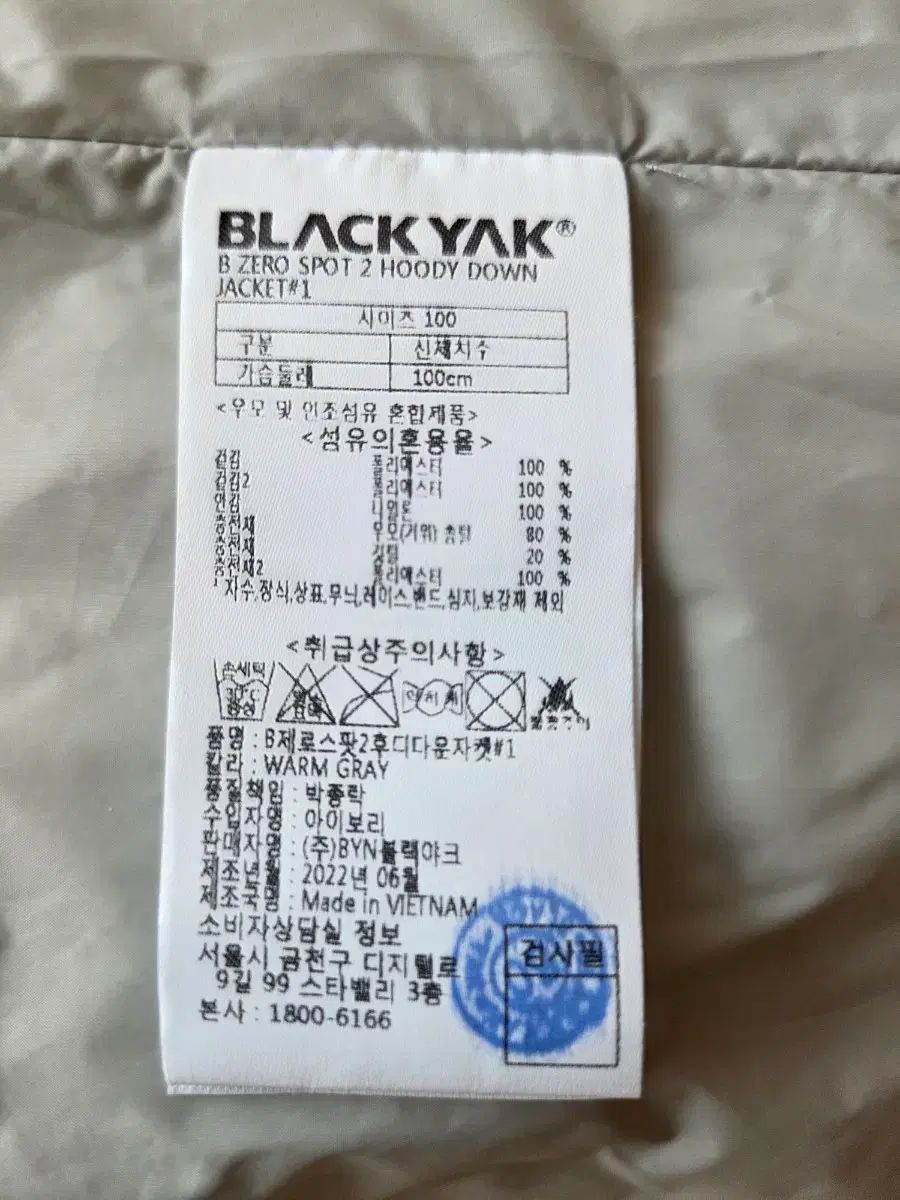 BLACKYAK®
B ZERO SPOT 2 HOODY DOWN
JACKET#1
사이즈 100
구분 신체치수
가슴둘레 100cm
<우모 및 인조섬유 혼합제품>
<섬유의혼용율>
겉감 폴리에스터 100 %
겉감2 폴리에스터 100 %
안감 나일론 100 %
충전재 우모(거위) 솜털 80 %
충전재 깃털 20 %
충전재2 폴리에스터 100 %
자수,장식,상표,무늬,레이스,밴드,심지,보강재 제외
<취급상주의사항>
손세탁
30°C
중성
염소
표백
품명 : B제로스팟2후디다운자켓#1
칼라 : WARM GRAY
품질책임 : 박종락
수입자명 : 아이보리
판매자명 : (주)BYN블랙야크
제조년월 : 2022년 06월
제조국명 : Made in VIETNAM
소비자상담실 정보
서울시 금천구 디지털로
9길 99 스타밸리 3층
본사 : 1800-6166
검사필